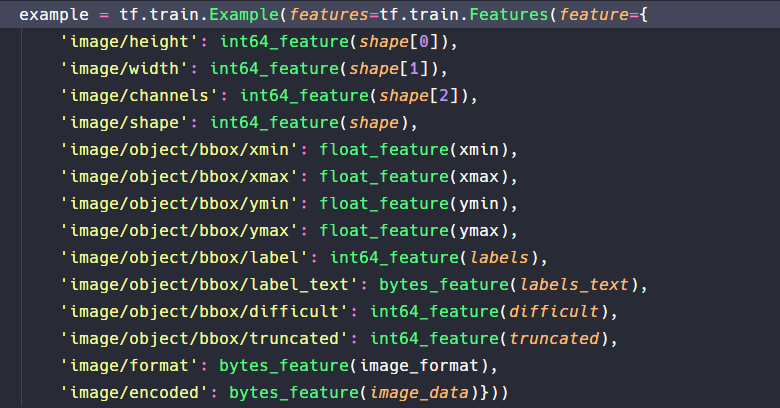 example = tf.train.Example(features=tf.train.Features(feature={
    'image/height': int64_feature(shape[0]),
    'image/width': int64_feature(shape[1]),
    'image/channels': int64_feature(shape[2]),
    'image/shape': int64_feature(shape),
    'image/object/bbox/xmin': float_feature(xmin),
    'image/object/bbox/xmax': float_feature(xmax),
    'image/object/bbox/ymin': float_feature(ymin),
    'image/object/bbox/ymax': float_feature(ymax),
    'image/object/bbox/label': int64_feature(labels),
    'image/object/bbox/label_text': bytes_feature(labels_text),
    'image/object/bbox/difficult': int64_feature(difficult),
    'image/object/bbox/truncated': int64_feature(truncated),
    'image/format': bytes_feature(image_format),
    'image/encoded': bytes_feature(image_data)}))